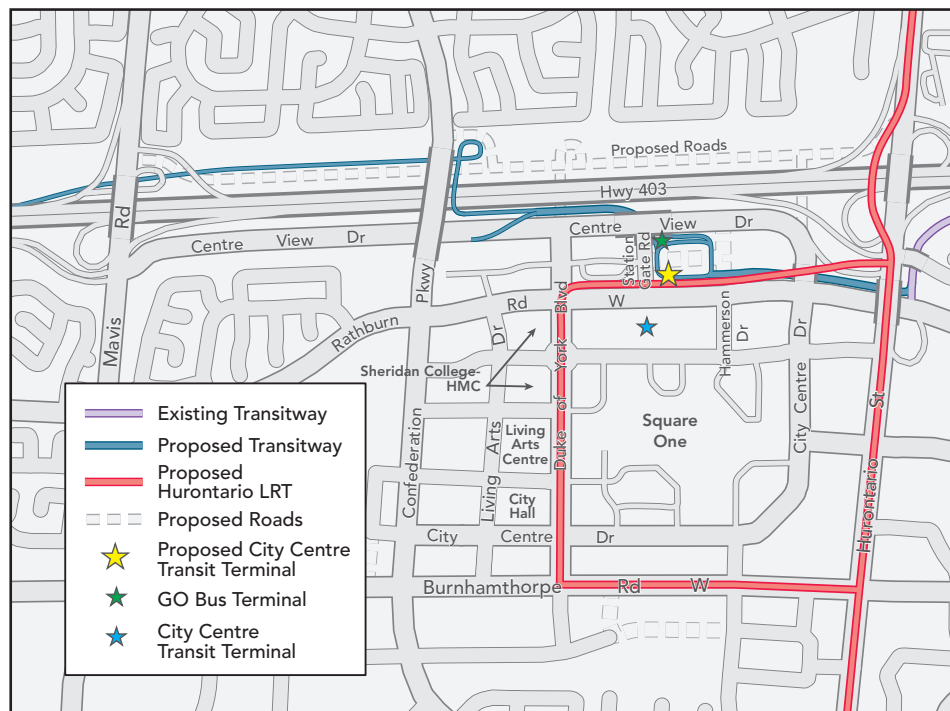 Proposed Roads
Hwy 403
Mavis Rd
Centre View Dr
Pkwy
Confederation
Centre View Dr
Station
Gate Rd
Rathburn Rd W
Duke of York Blvd
Hammerson
Dr
City Centre Dr
Hurontario St
Living Arts Dr
Sheridan College-
HMC
Living
Arts
Centre
Square
One
City
Hall
City Centre Dr
Burnhamthorpe Rd W
Existing Transitway
Proposed Transitway
Proposed
Hurontario LRT
Proposed Roads
Proposed City Centre
Transit Terminal
GO Bus Terminal
City Centre
Transit Terminal